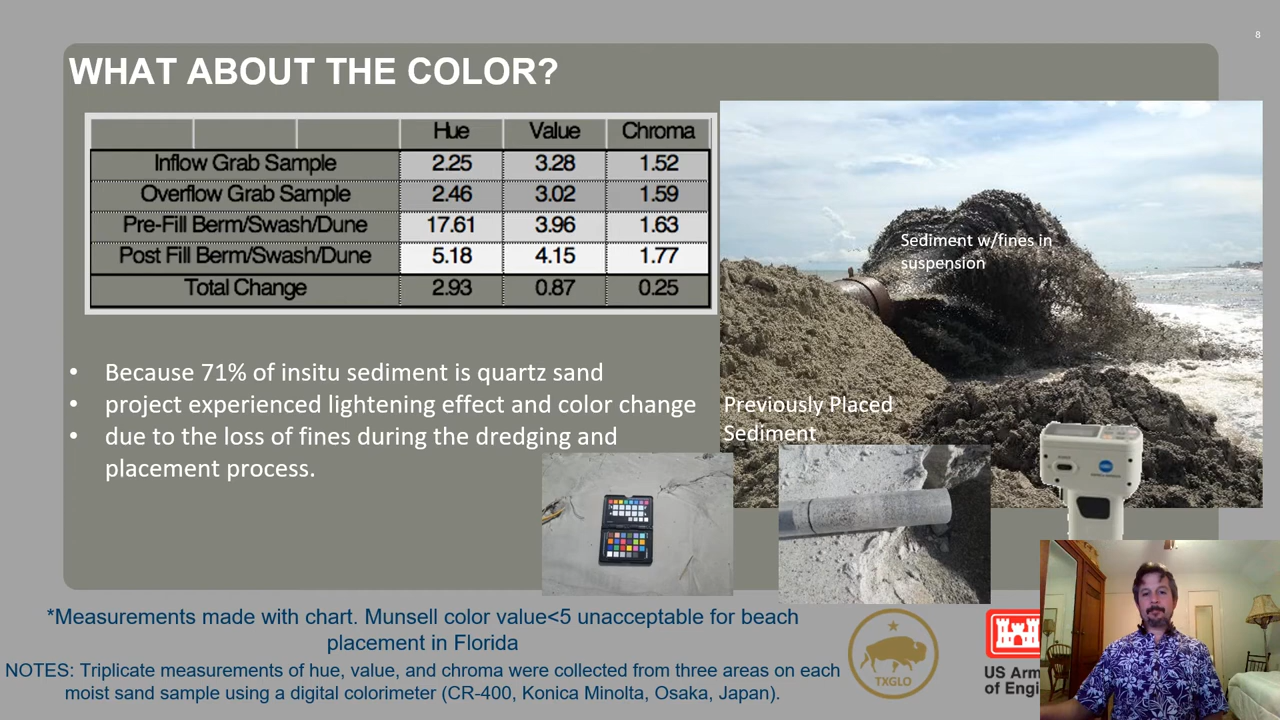 8
WHAT ABOUT THE COLOR?
Hue Value Chroma
Inflow Grab Sample 2.25 3.28 1.52
Overflow Grab Sample 2.46 3.02 1.59
Pre-Fill Berm/Swash/Dune 17.61 3.96 1.63
Post Fill Berm/Swash/Dune 5.18 4.15 1.77
Total Change 2.93 0.87 0.25
Sediment w/fines in
suspension
• Because 71% of insitu sediment is quartz sand
• project experienced lightening effect and color change
• due to the loss of fines during the dredging and
placement process.
Previously Placed
Sediment
*Measurements made with chart. Munsell color value<5 unacceptable for beach
placement in Florida
NOTES: Triplicate measurements of hue, value, and chroma were collected from three areas on each
moist sand sample using a digital colorimeter (CR-400, Konica Minolta, Osaka, Japan).
TXGLO
US Arm
of Engi